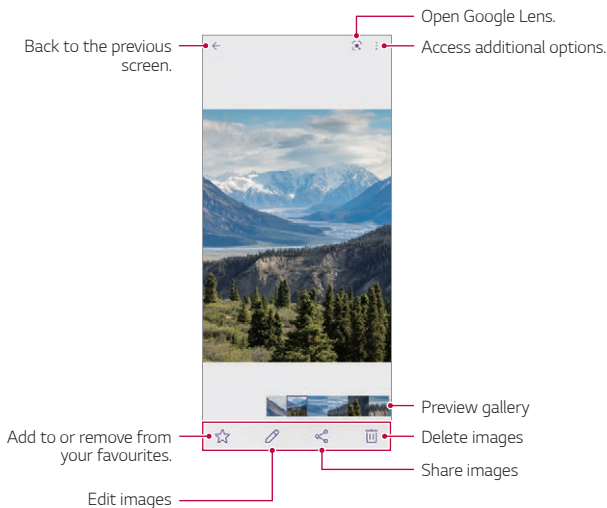 Open Google Lens.
Back to the previous
screen.
Access additional options.
Preview gallery
Add to or remove from
your favourites.
Delete images
Share images
Edit images